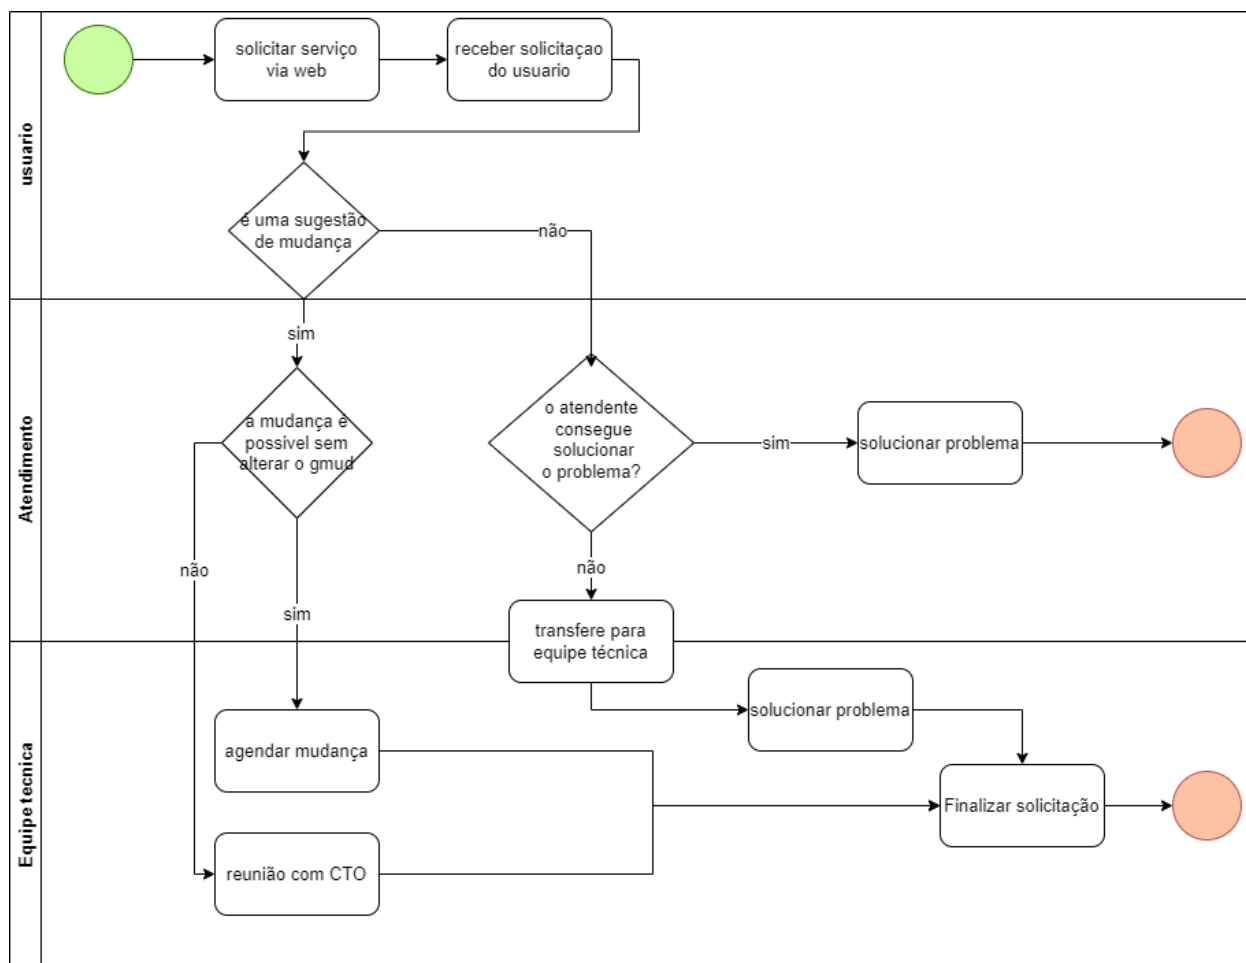 usuario
solicitar serviço
via web
receber solicitaçao
do usuario
é uma sugestão
de mudança
não
sim
Atendimento
a mudança é
possivel sem
alterar o gmud
o atendente
consegue
solucionar
o problema?
sim
solucionar problema
não
não
sim
transfere para
equipe técnica
Equipe tecnica
solucionar problema
agendar mudança
Finalizar solicitação
reunião com CTO